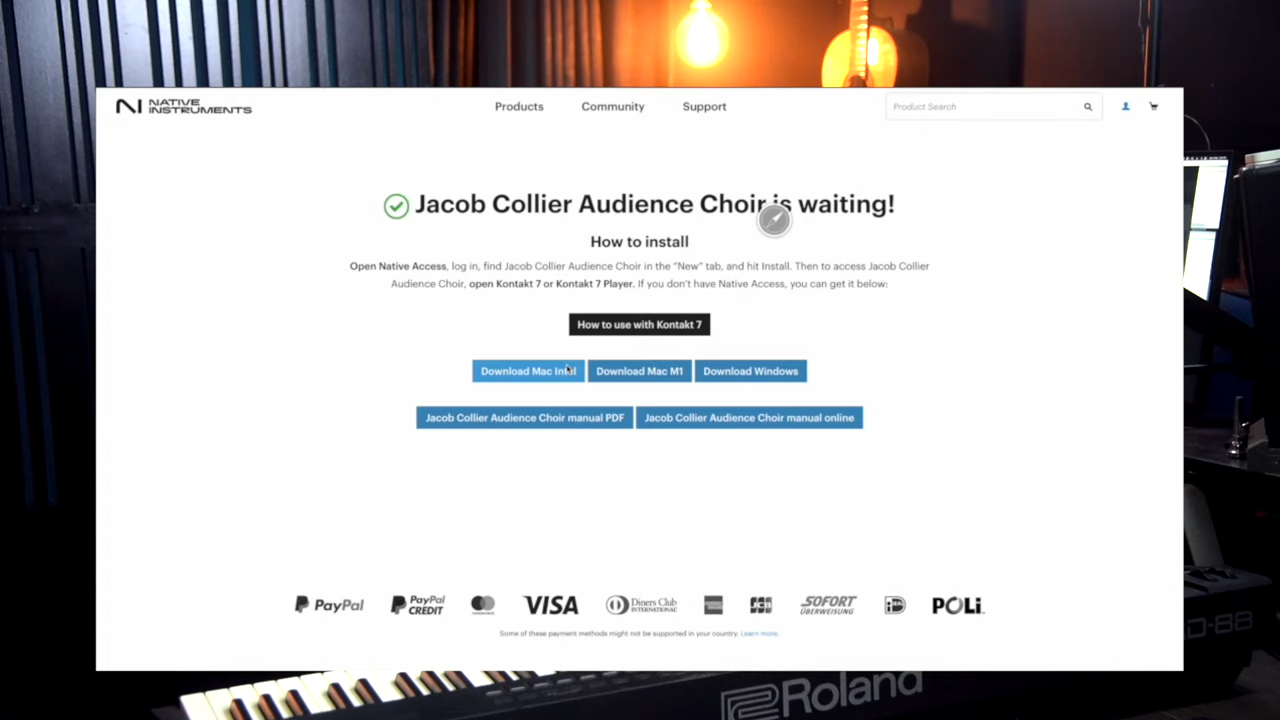 NATIVE
INSTRUMENTS
Products
Community
Support
Product Search
Jacob Collier Audience Choir is waiting!
How to install
Open Native Access, log in, find Jacob Collier Audience Choir in the “New” tab, and hit Install. Then to access Jacob Collier
Audience Choir, open Kontakt 7 or Kontakt 7 Player. If you don't have Native Access, you can get it below:
How to use with Kontakt 7
Download Mac Intel
Download Mac M1
Download Windows
Jacob Collier Audience Choir manual PDF
Jacob Collier Audience Choir manual online
PayPal
PayPal
CREDIT
VISA
Diners Club
INTERNATIONAL
JCB
SOFORT
ÜBERWEISUNG
iD
POLi
Some of these payment methods might not be supported in your country. Learn more.
Roland
D-88